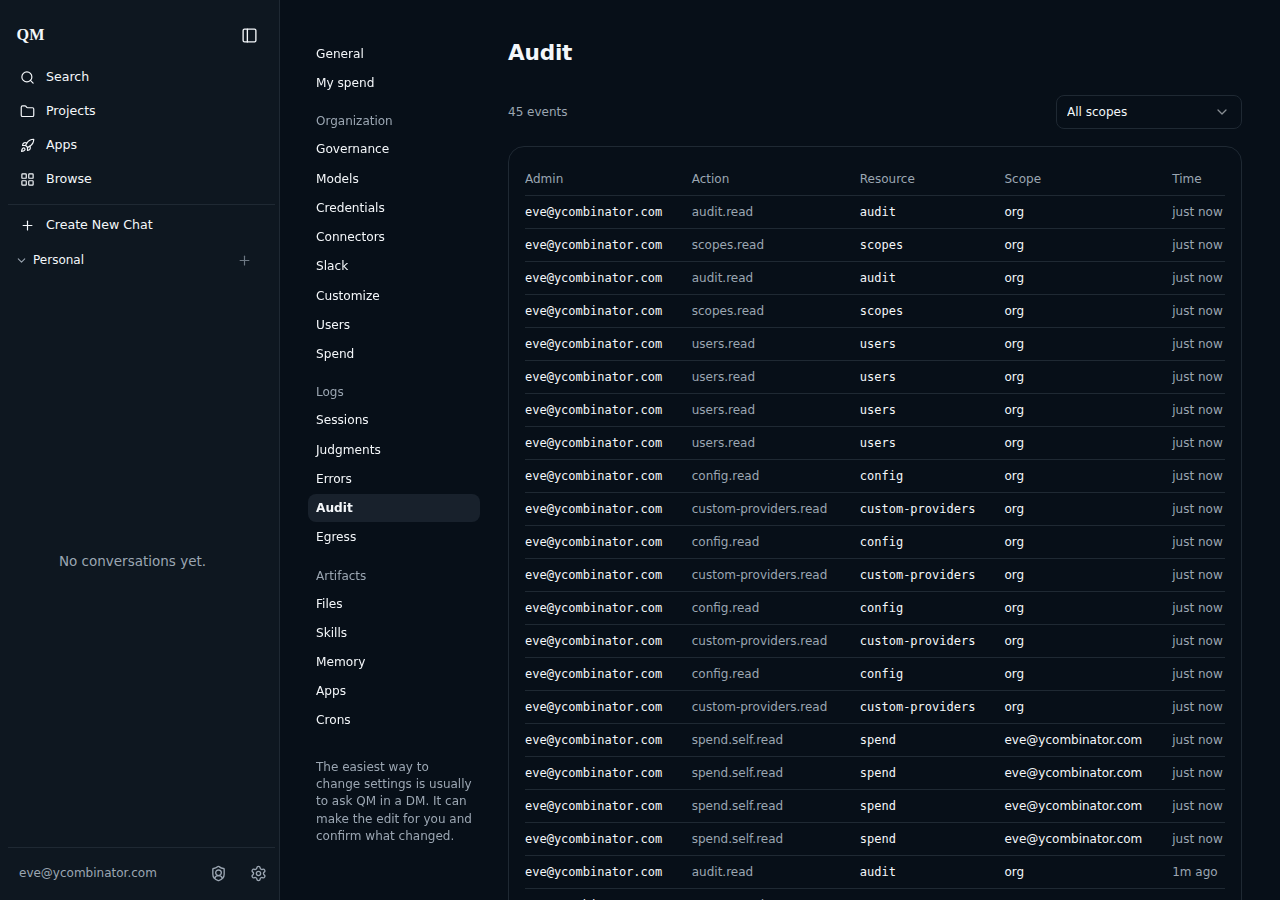 QM
Search
Projects
Apps
Browse
Create New Chat
Personal
No conversations yet.
eve@ycombinator.com
General
My spend
Organization
Governance
Models
Credentials
Connectors
Slack
Customize
Users
Spend
Logs
Sessions
Judgments
Errors
Audit
Egress
Artifacts
Files
Skills
Memory
Apps
Crons
The easiest way to
change settings is usually
to ask QM in a DM. It can
make the edit for you and
confirm what changed.
Audit
45 events
All scopes
Admin Action Resource Scope Time
eve@ycombinator.com audit.read audit org just now
eve@ycombinator.com scopes.read scopes org just now
eve@ycombinator.com audit.read audit org just now
eve@ycombinator.com scopes.read scopes org just now
eve@ycombinator.com users.read users org just now
eve@ycombinator.com users.read users org just now
eve@ycombinator.com users.read users org just now
eve@ycombinator.com users.read users org just now
eve@ycombinator.com config.read config org just now
eve@ycombinator.com custom-providers.read custom-providers org just now
eve@ycombinator.com config.read config org just now
eve@ycombinator.com custom-providers.read custom-providers org just now
eve@ycombinator.com config.read config org just now
eve@ycombinator.com custom-providers.read custom-providers org just now
eve@ycombinator.com config.read config org just now
eve@ycombinator.com custom-providers.read custom-providers org just now
eve@ycombinator.com spend.self.read spend eve@ycombinator.com just now
eve@ycombinator.com spend.self.read spend eve@ycombinator.com just now
eve@ycombinator.com spend.self.read spend eve@ycombinator.com just now
eve@ycombinator.com spend.self.read spend eve@ycombinator.com just now
eve@ycombinator.com audit.read audit org 1m ago